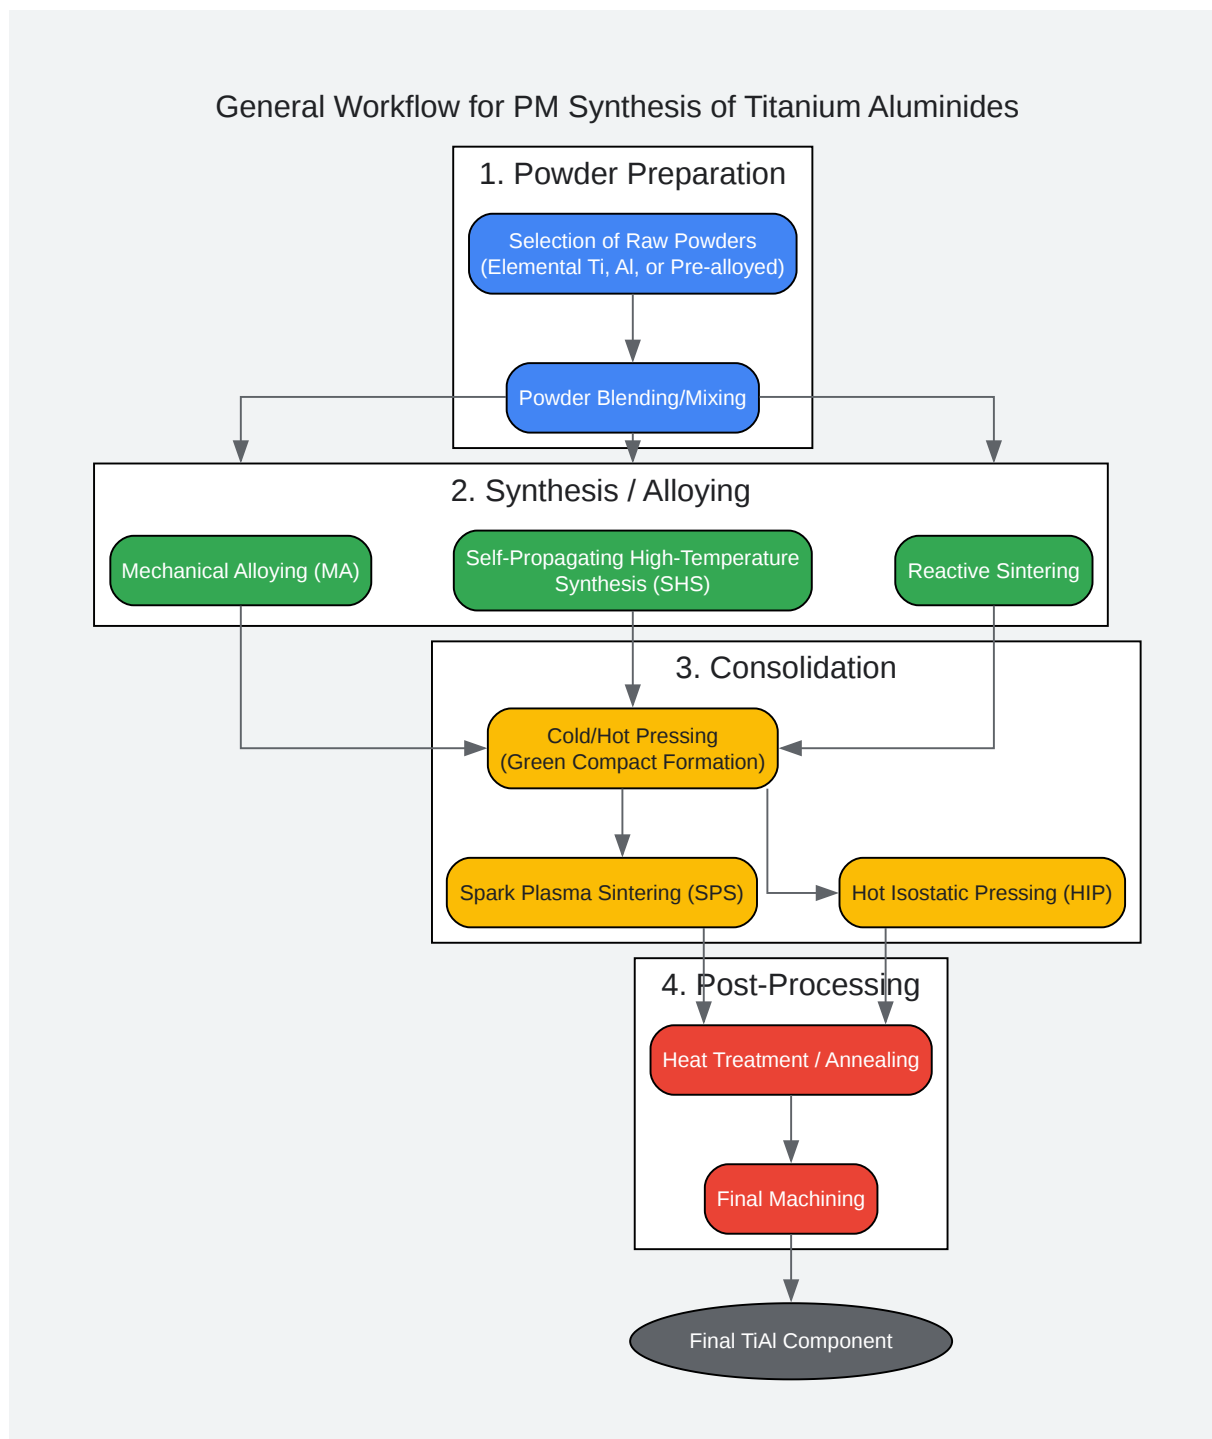 General Workflow for PM Synthesis of Titanium Aluminides
1. Powder Preparation
Selection of Raw Powders
(Elemental Ti, Al, or Pre-alloyed)
Powder Blending/Mixing
2. Synthesis / Alloying
Mechanical Alloying (MA)
Self-Propagating High-Temperature
Synthesis (SHS)
Reactive Sintering
3. Consolidation
Cold/Hot Pressing
(Green Compact Formation)
Spark Plasma Sintering (SPS)
Hot Isostatic Pressing (HIP)
4. Post-Processing
Heat Treatment / Annealing
Final Machining
Final TiAl Component